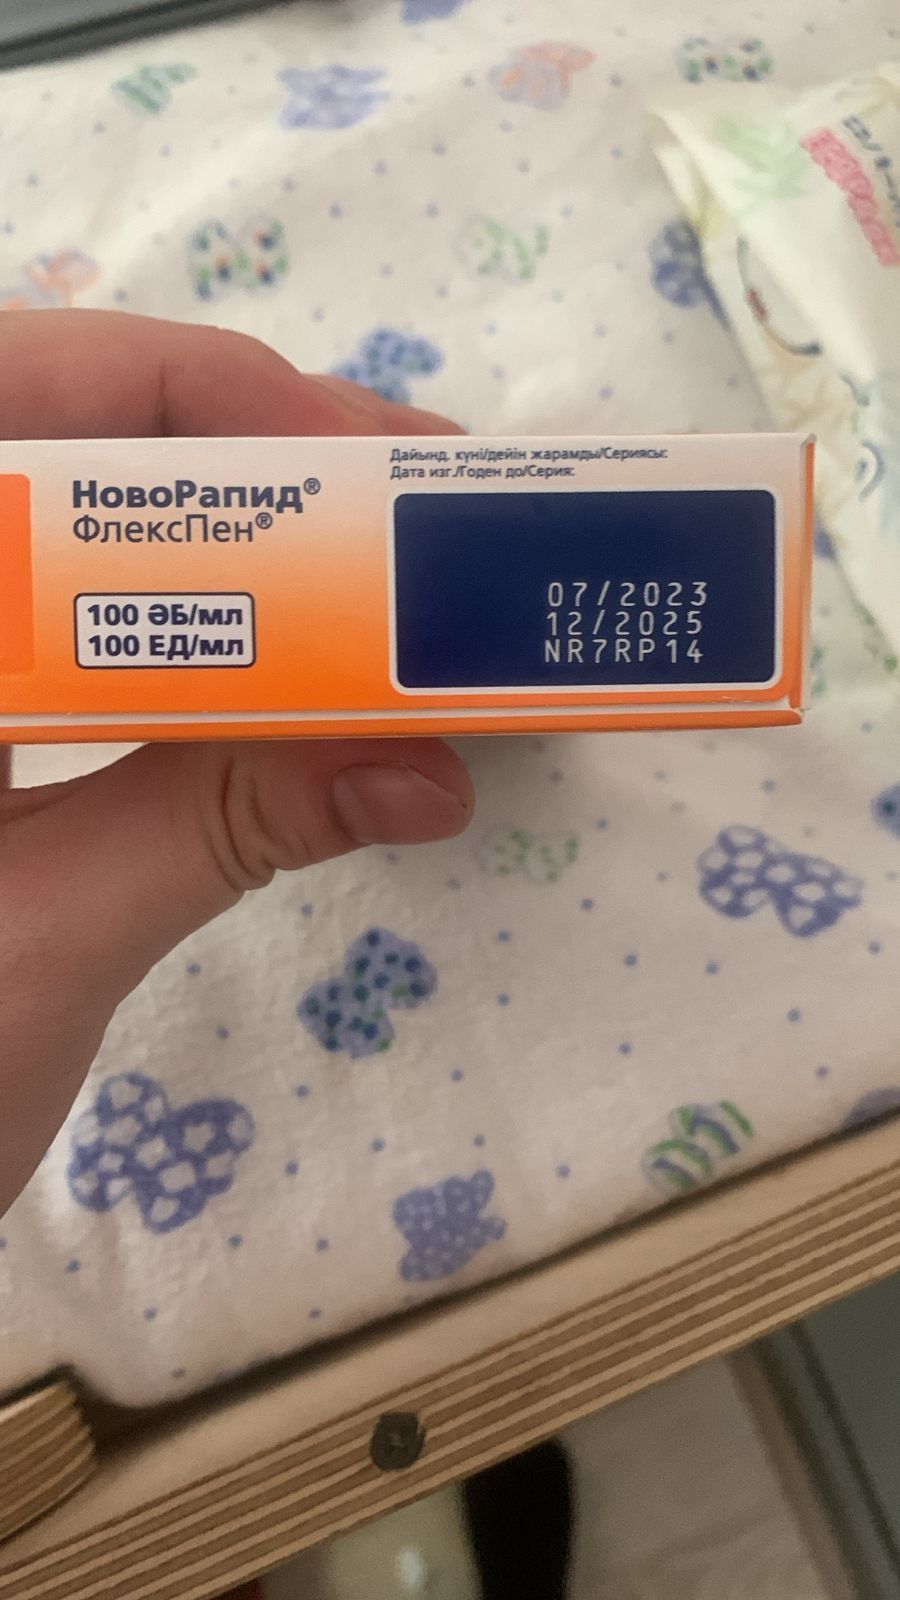 Дайынд. күні/дейін жарамды/Сериясы:
Дата изг./Годен до/Серия:
НовоРапид®
ФлексПен®
100 ӘБ/мл
100 ЕД/мл
07/2023
12/2025
NR7RP14